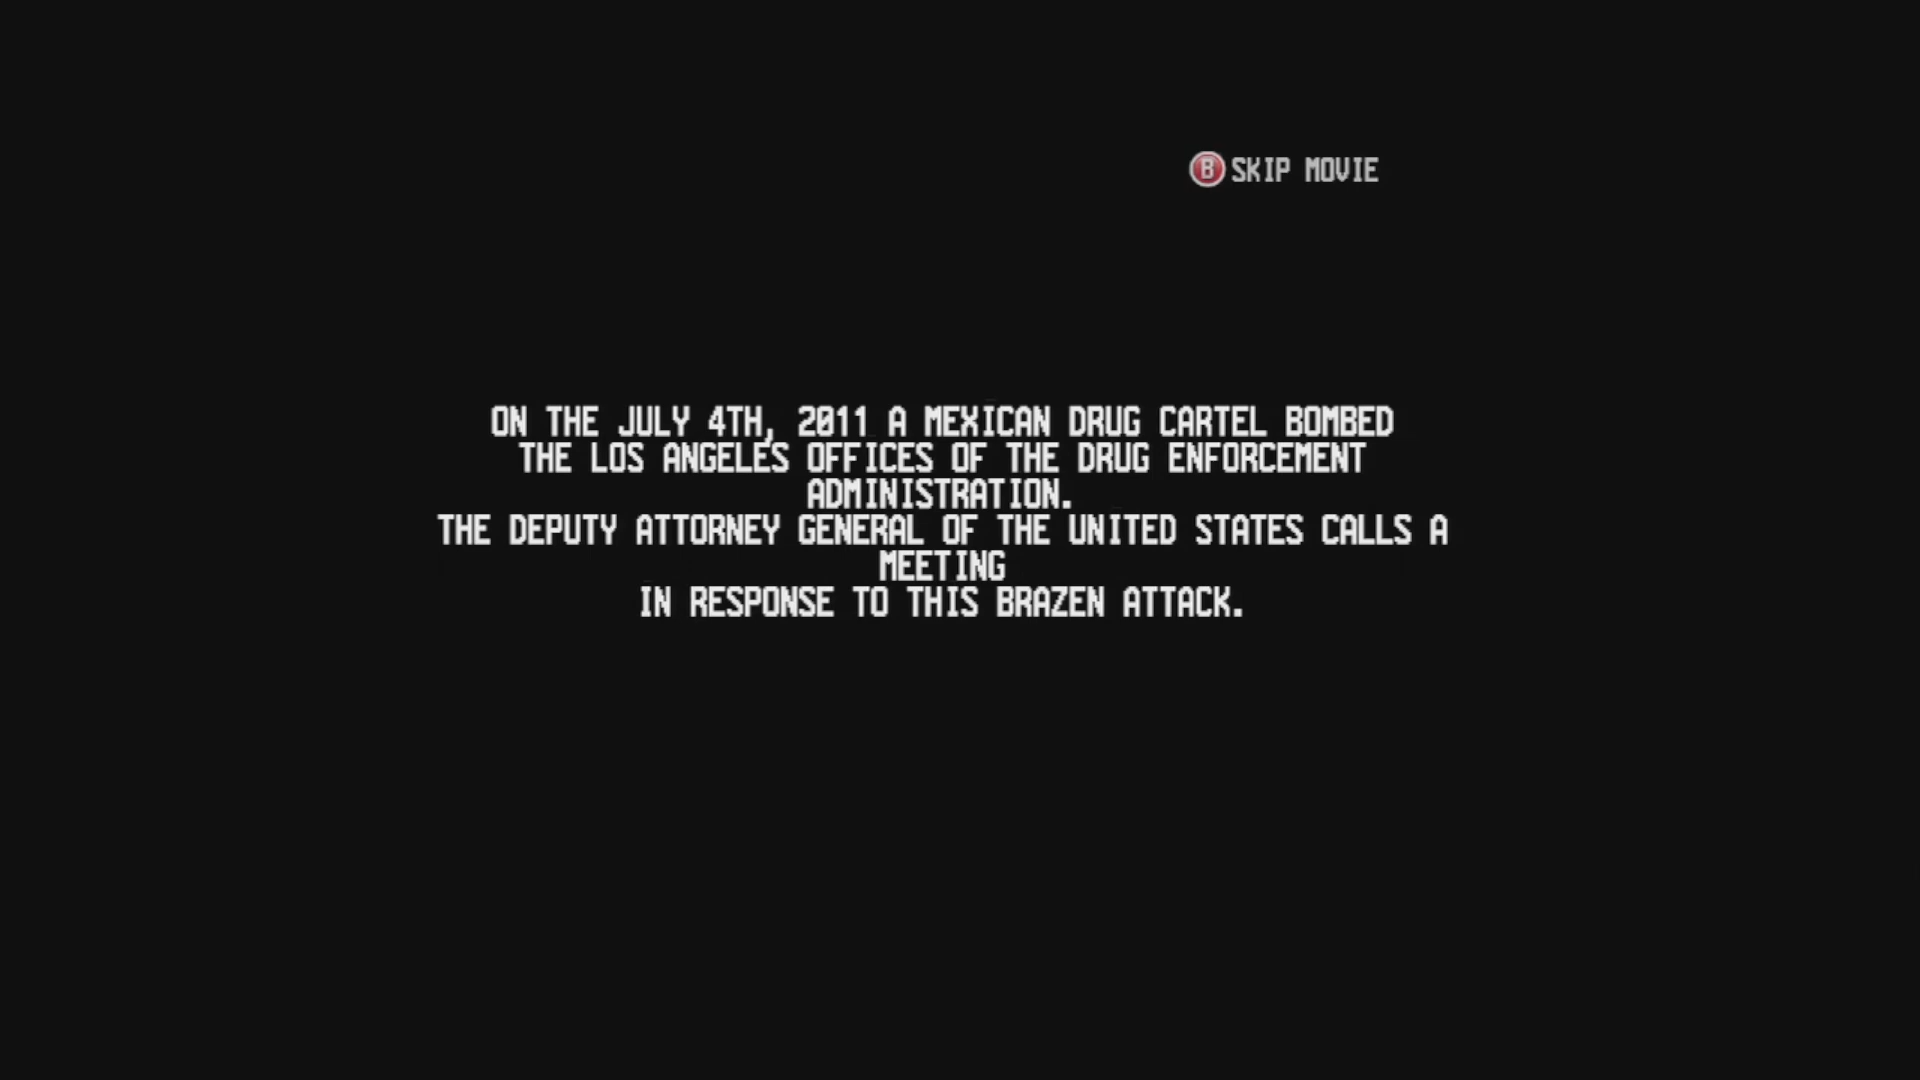 B SKIP MOVIE
ON THE JULY 4TH, 2011 A MEXICAN DRUG CARTEL BOMBED
THE LOS ANGELES OFFICES OF THE DRUG ENFORCEMENT
ADMINISTRATION.
THE DEPUTY ATTORNEY GENERAL OF THE UNITED STATES CALLS A
MEETING
IN RESPONSE TO THIS BRAZEN ATTACK.